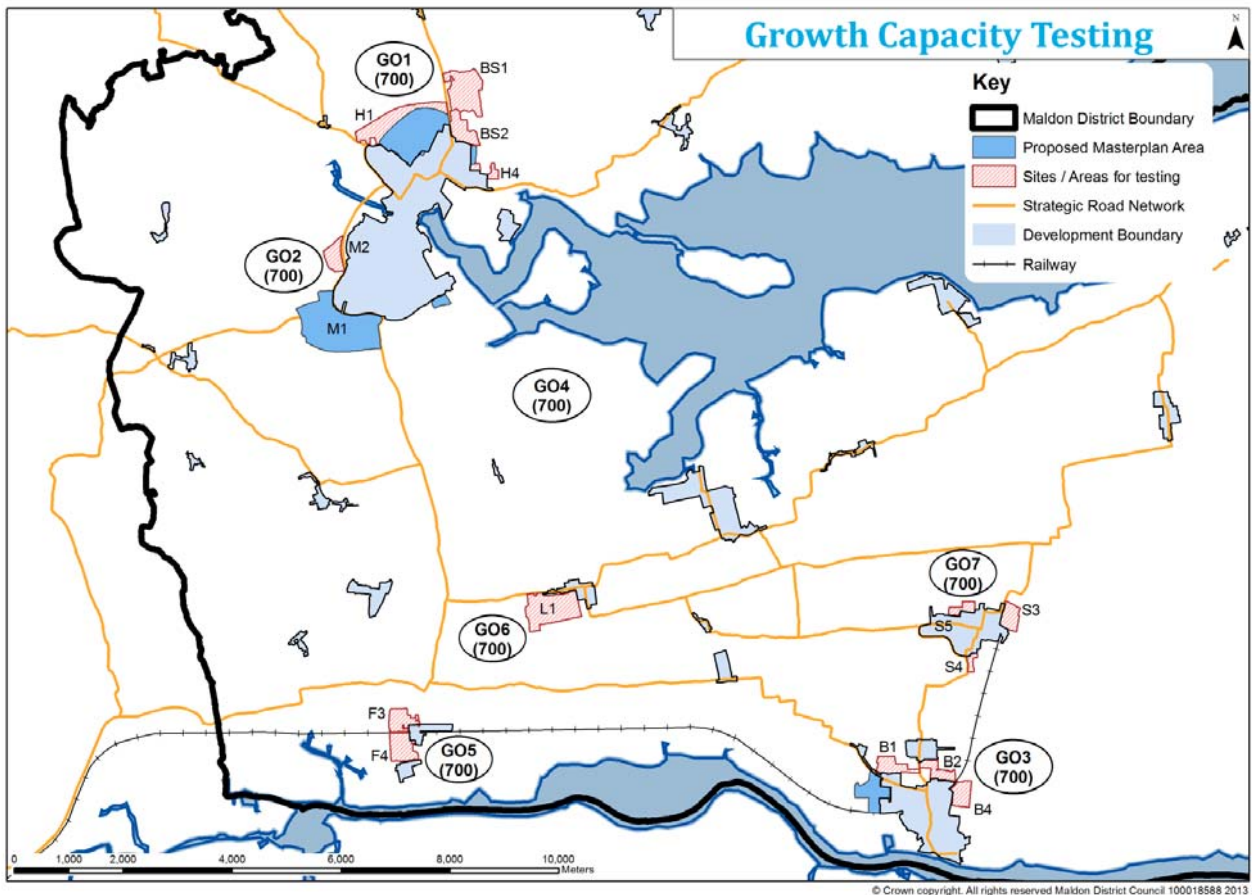 Growth Capacity Testing
N
Key
Maldon District Boundary
Proposed Masterplan Area
Sites / Areas for testing
Strategic Road Network
Development Boundary
Railway
GO1
(700)
BS1
H1
BS2
H4
GO2
(700)
M2
M1
GO4
(700)
GO7
(700)
L1
S3
S5
GO6
(700)
S4
F3
F4
GO5
(700)
B1
B2
GO3
(700)
B4
0 1,000 2,000 4,000 6,000 8,000 10,000
Meters
© Crown copyright. All rights reserved Maldon District Council 100018588 2013